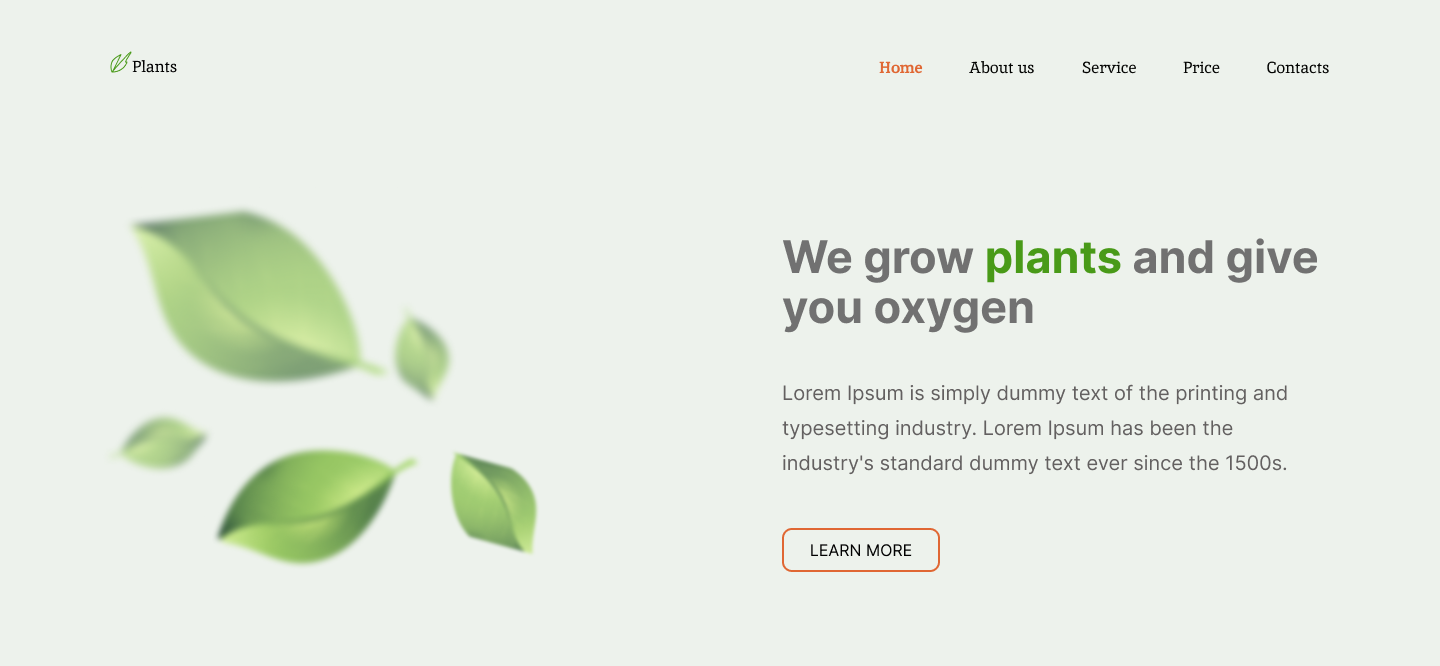 Plants
Home About us Service Price Contacts
We grow plants and give
you oxygen
Lorem Ipsum is simply dummy text of the printing and
typesetting industry. Lorem Ipsum has been the
industry's standard dummy text ever since the 1500s.
LEARN MORE